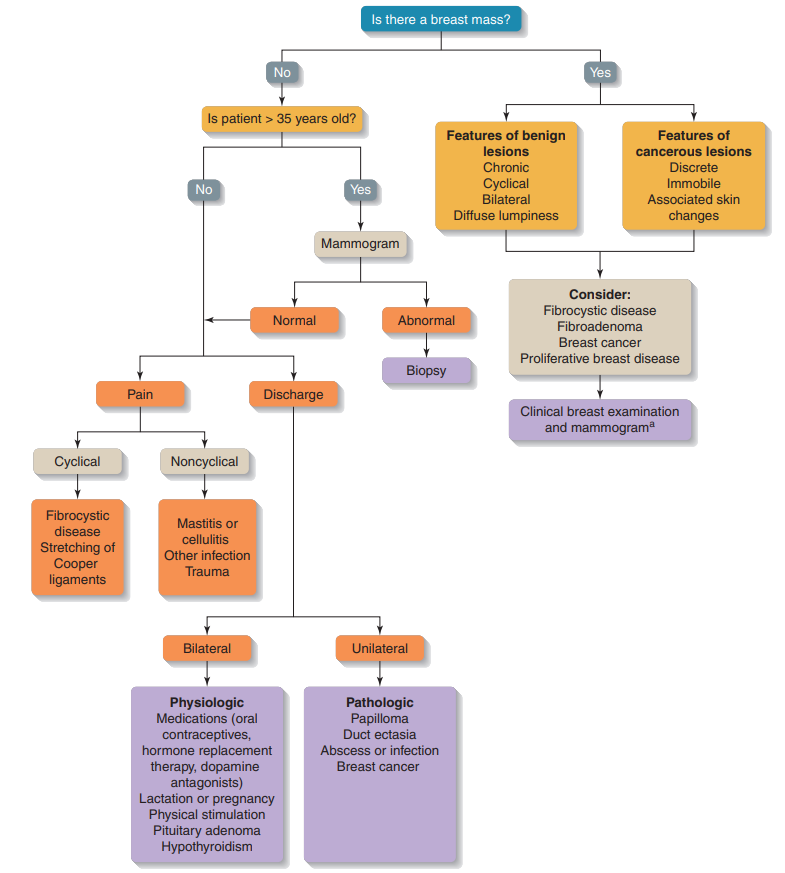 Is there a breast mass?
No
Yes
Is patient > 35 years old?
Features of benign
lesions
Chronic
Cyclical
Bilateral
Diffuse lumpiness
Features of
cancerous lesions
Discrete
Immobile
Associated skin
changes
No
Yes
Mammogram
Normal
Abnormal
Biopsy
Consider:
Fibrocystic disease
Fibroadenoma
Breast cancer
Proliferative breast disease
Clinical breast examination
and mammogramᵃ
Pain
Discharge
Cyclical
Noncyclical
Fibrocystic
disease
Stretching of
Cooper
ligaments
Mastitis or
cellulitis
Other infection
Trauma
Bilateral
Unilateral
Physiologic
Medications (oral
contraceptives,
hormone replacement
therapy, dopamine
antagonists)
Lactation or pregnancy
Physical stimulation
Pituitary adenoma
Hypothyroidism
Pathologic
Papilloma
Duct ectasia
Abscess or infection
Breast cancer